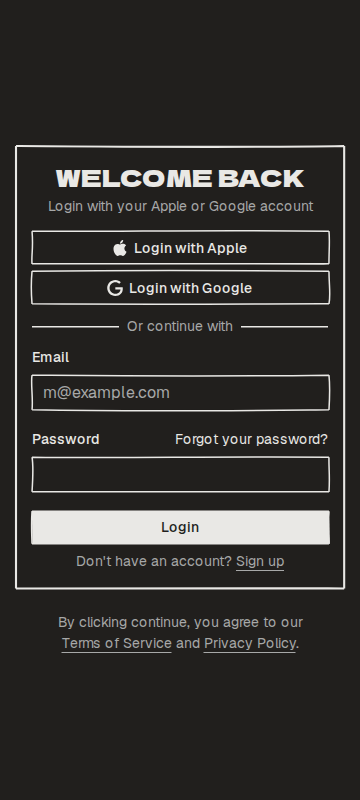 WELCOME BACK
Login with your Apple or Google account
Login with Apple
Login with Google
Or continue with
Email
m@example.com
Password
Forgot your password?
Login
Don't have an account? Sign up
By clicking continue, you agree to our
Terms of Service and Privacy Policy.